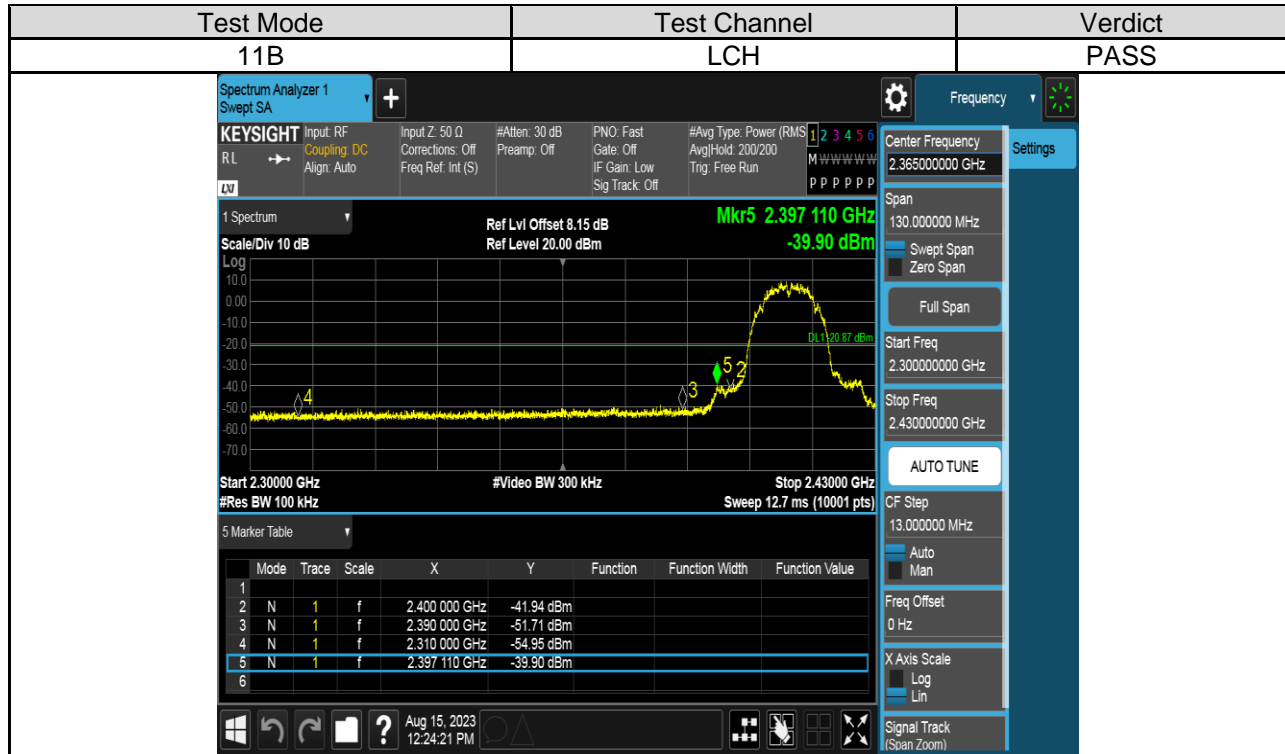 Test Mode Test Channel Verdict
11B LCH PASS
Spectrum Analyzer 1
Swept SA
+
Frequency
KEYSIGHT Input: RF Input Z: 50 Ω #Atten: 30 dB PNO: Fast #Avg Type: Power (RMS 1 2 3 4 5 6
RL Coupling: DC Corrections: Off Preamp: Off Gate: Off Avg|Hold: 200/200 M W W W W W
Align: Auto Freq Ref: Int (S) IF Gain: Low Trig: Free Run
LXI Sig Track: Off P P P P P P
1 Spectrum
Ref Lvl Offset 8.15 dB Mkr5 2.397 110 GHz
Scale/Div 10 dB Ref Level 20.00 dBm -39.90 dBm
Log
10.0
0.00
-10.0
-20.0 DL1 -20.87 dBm
-30.0
5 2
-40.0
3
4
-50.0
-60.0
-70.0
Start 2.30000 GHz #Video BW 300 kHz Stop 2.43000 GHz
#Res BW 100 kHz Sweep 12.7 ms (10001 pts)
5 Marker Table
Mode Trace Scale X Y Function Function Width Function Value
1
2 N 1 f 2.400 000 GHz -41.94 dBm
3 N 1 f 2.390 000 GHz -51.71 dBm
4 N 1 f 2.310 000 GHz -54.95 dBm
5 N 1 f 2.397 110 GHz -39.90 dBm
6
? Aug 15, 2023
12:24:21 PM
Center Frequency
2.365000000 GHz
Settings
Span
130.000000 MHz
Swept Span
Zero Span
Full Span
Start Freq
2.300000000 GHz
Stop Freq
2.430000000 GHz
AUTO TUNE
CF Step
13.000000 MHz
Auto
Man
Freq Offset
0 Hz
X Axis Scale
Log
Lin
Signal Track
(Span Zoom)